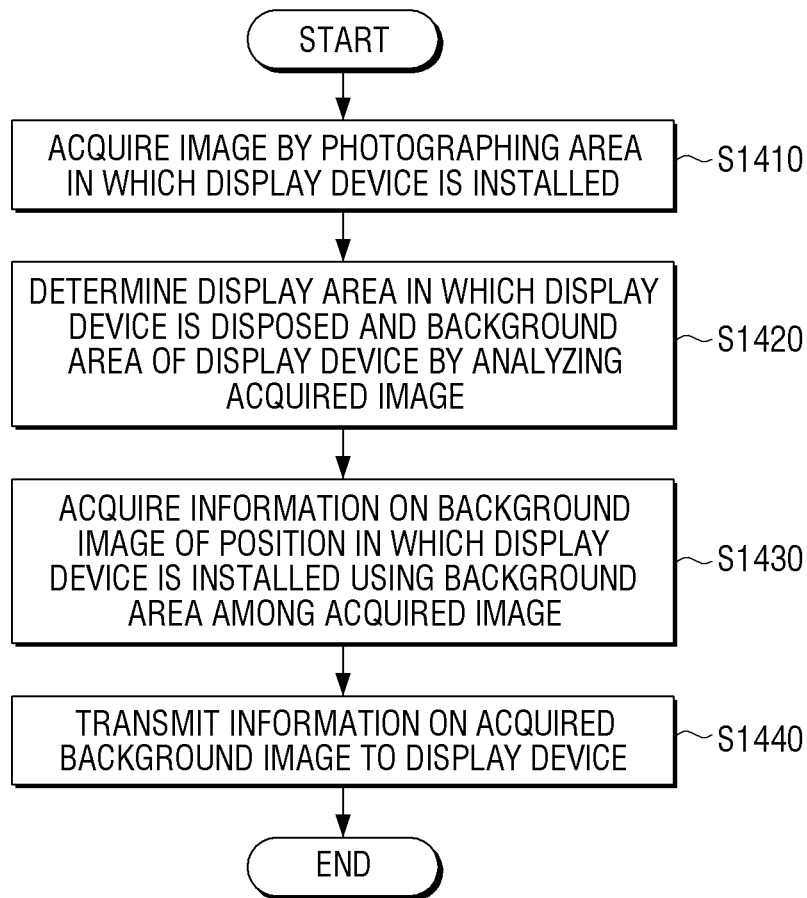 START
ACQUIRE IMAGE BY PHOTOGRAPHING AREA
IN WHICH DISPLAY DEVICE IS INSTALLED
S1410
DETERMINE DISPLAY AREA IN WHICH DISPLAY
DEVICE IS DISPOSED AND BACKGROUND
AREA OF DISPLAY DEVICE BY ANALYZING
ACQUIRED IMAGE
S1420
ACQUIRE INFORMATION ON BACKGROUND
IMAGE OF POSITION IN WHICH DISPLAY
DEVICE IS INSTALLED USING BACKGROUND
AREA AMONG ACQUIRED IMAGE
S1430
TRANSMIT INFORMATION ON ACQUIRED
BACKGROUND IMAGE TO DISPLAY DEVICE
S1440
END